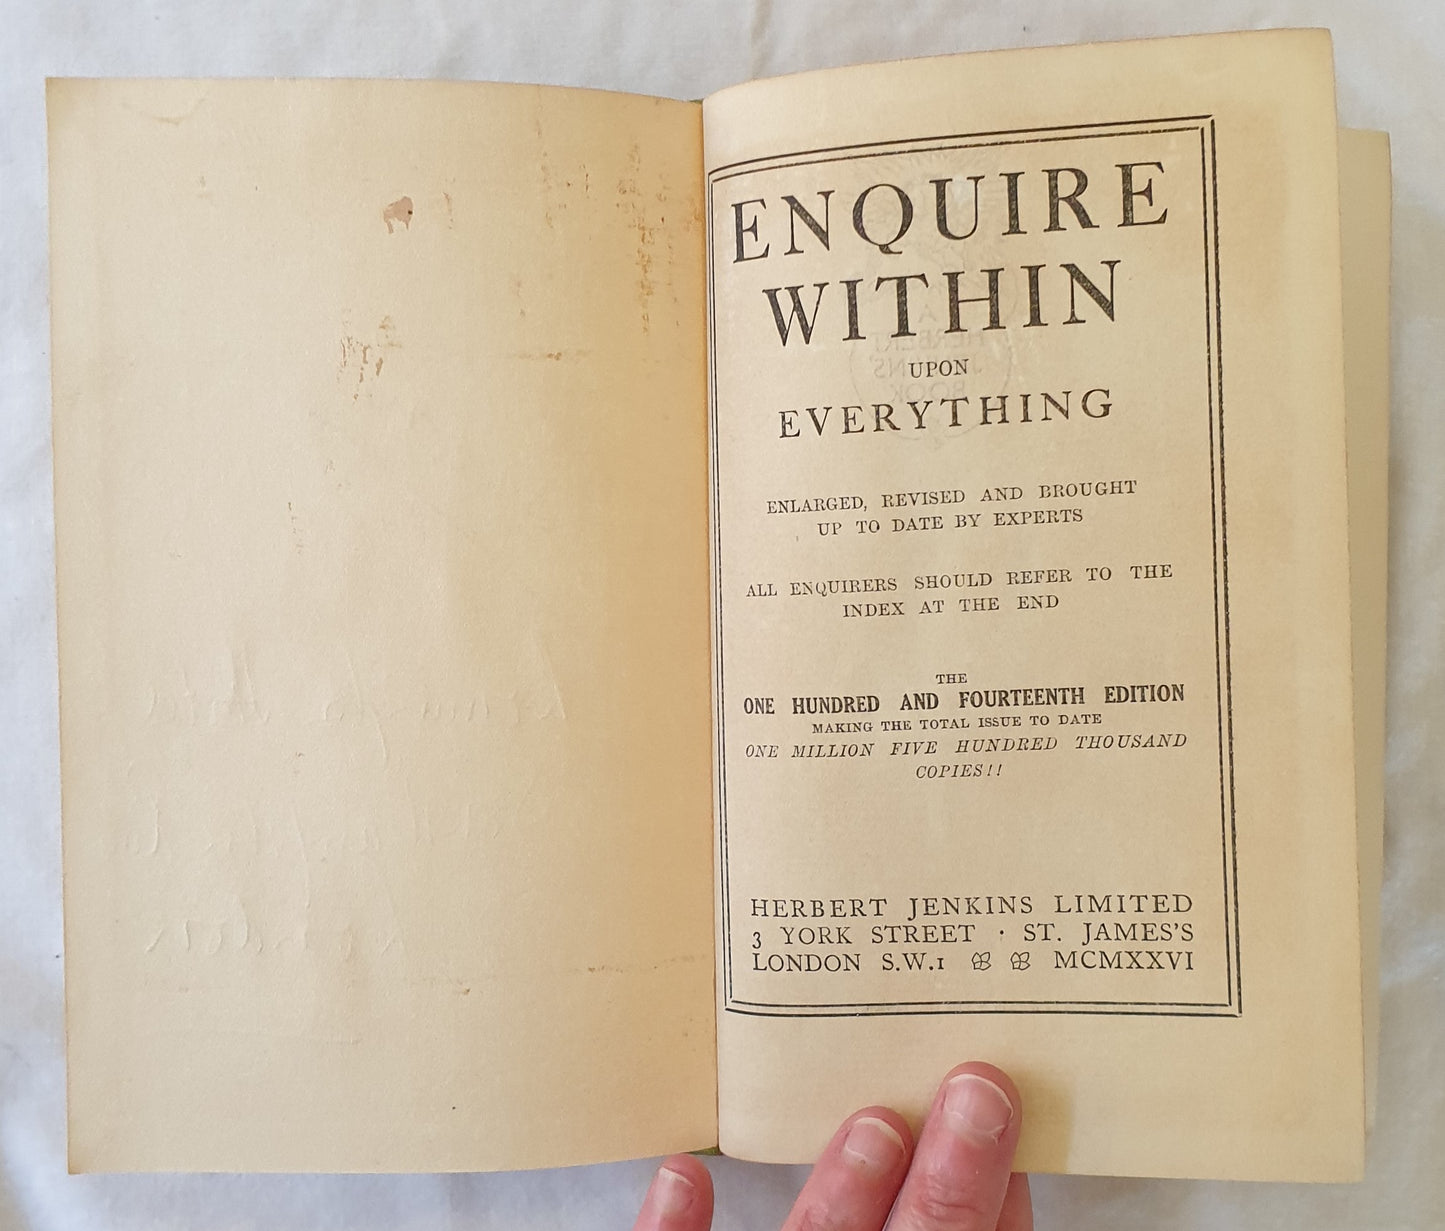 ENQUIRE
WITHIN
UPON
EVERYTHING
ENLARGED, REVISED AND BROUGHT
UP TO DATE BY EXPERTS
ALL ENQUIRERS SHOULD REFER TO THE
INDEX AT THE END
THE
ONE HUNDRED AND FOURTEENTH EDITION
MAKING THE TOTAL ISSUE TO DATE
ONE MILLION FIVE HUNDRED THOUSAND
COPIES!!
HERBERT JENKINS LIMITED
3 YORK STREET · ST. JAMES'S
LONDON S.W.1 MCMXXVI